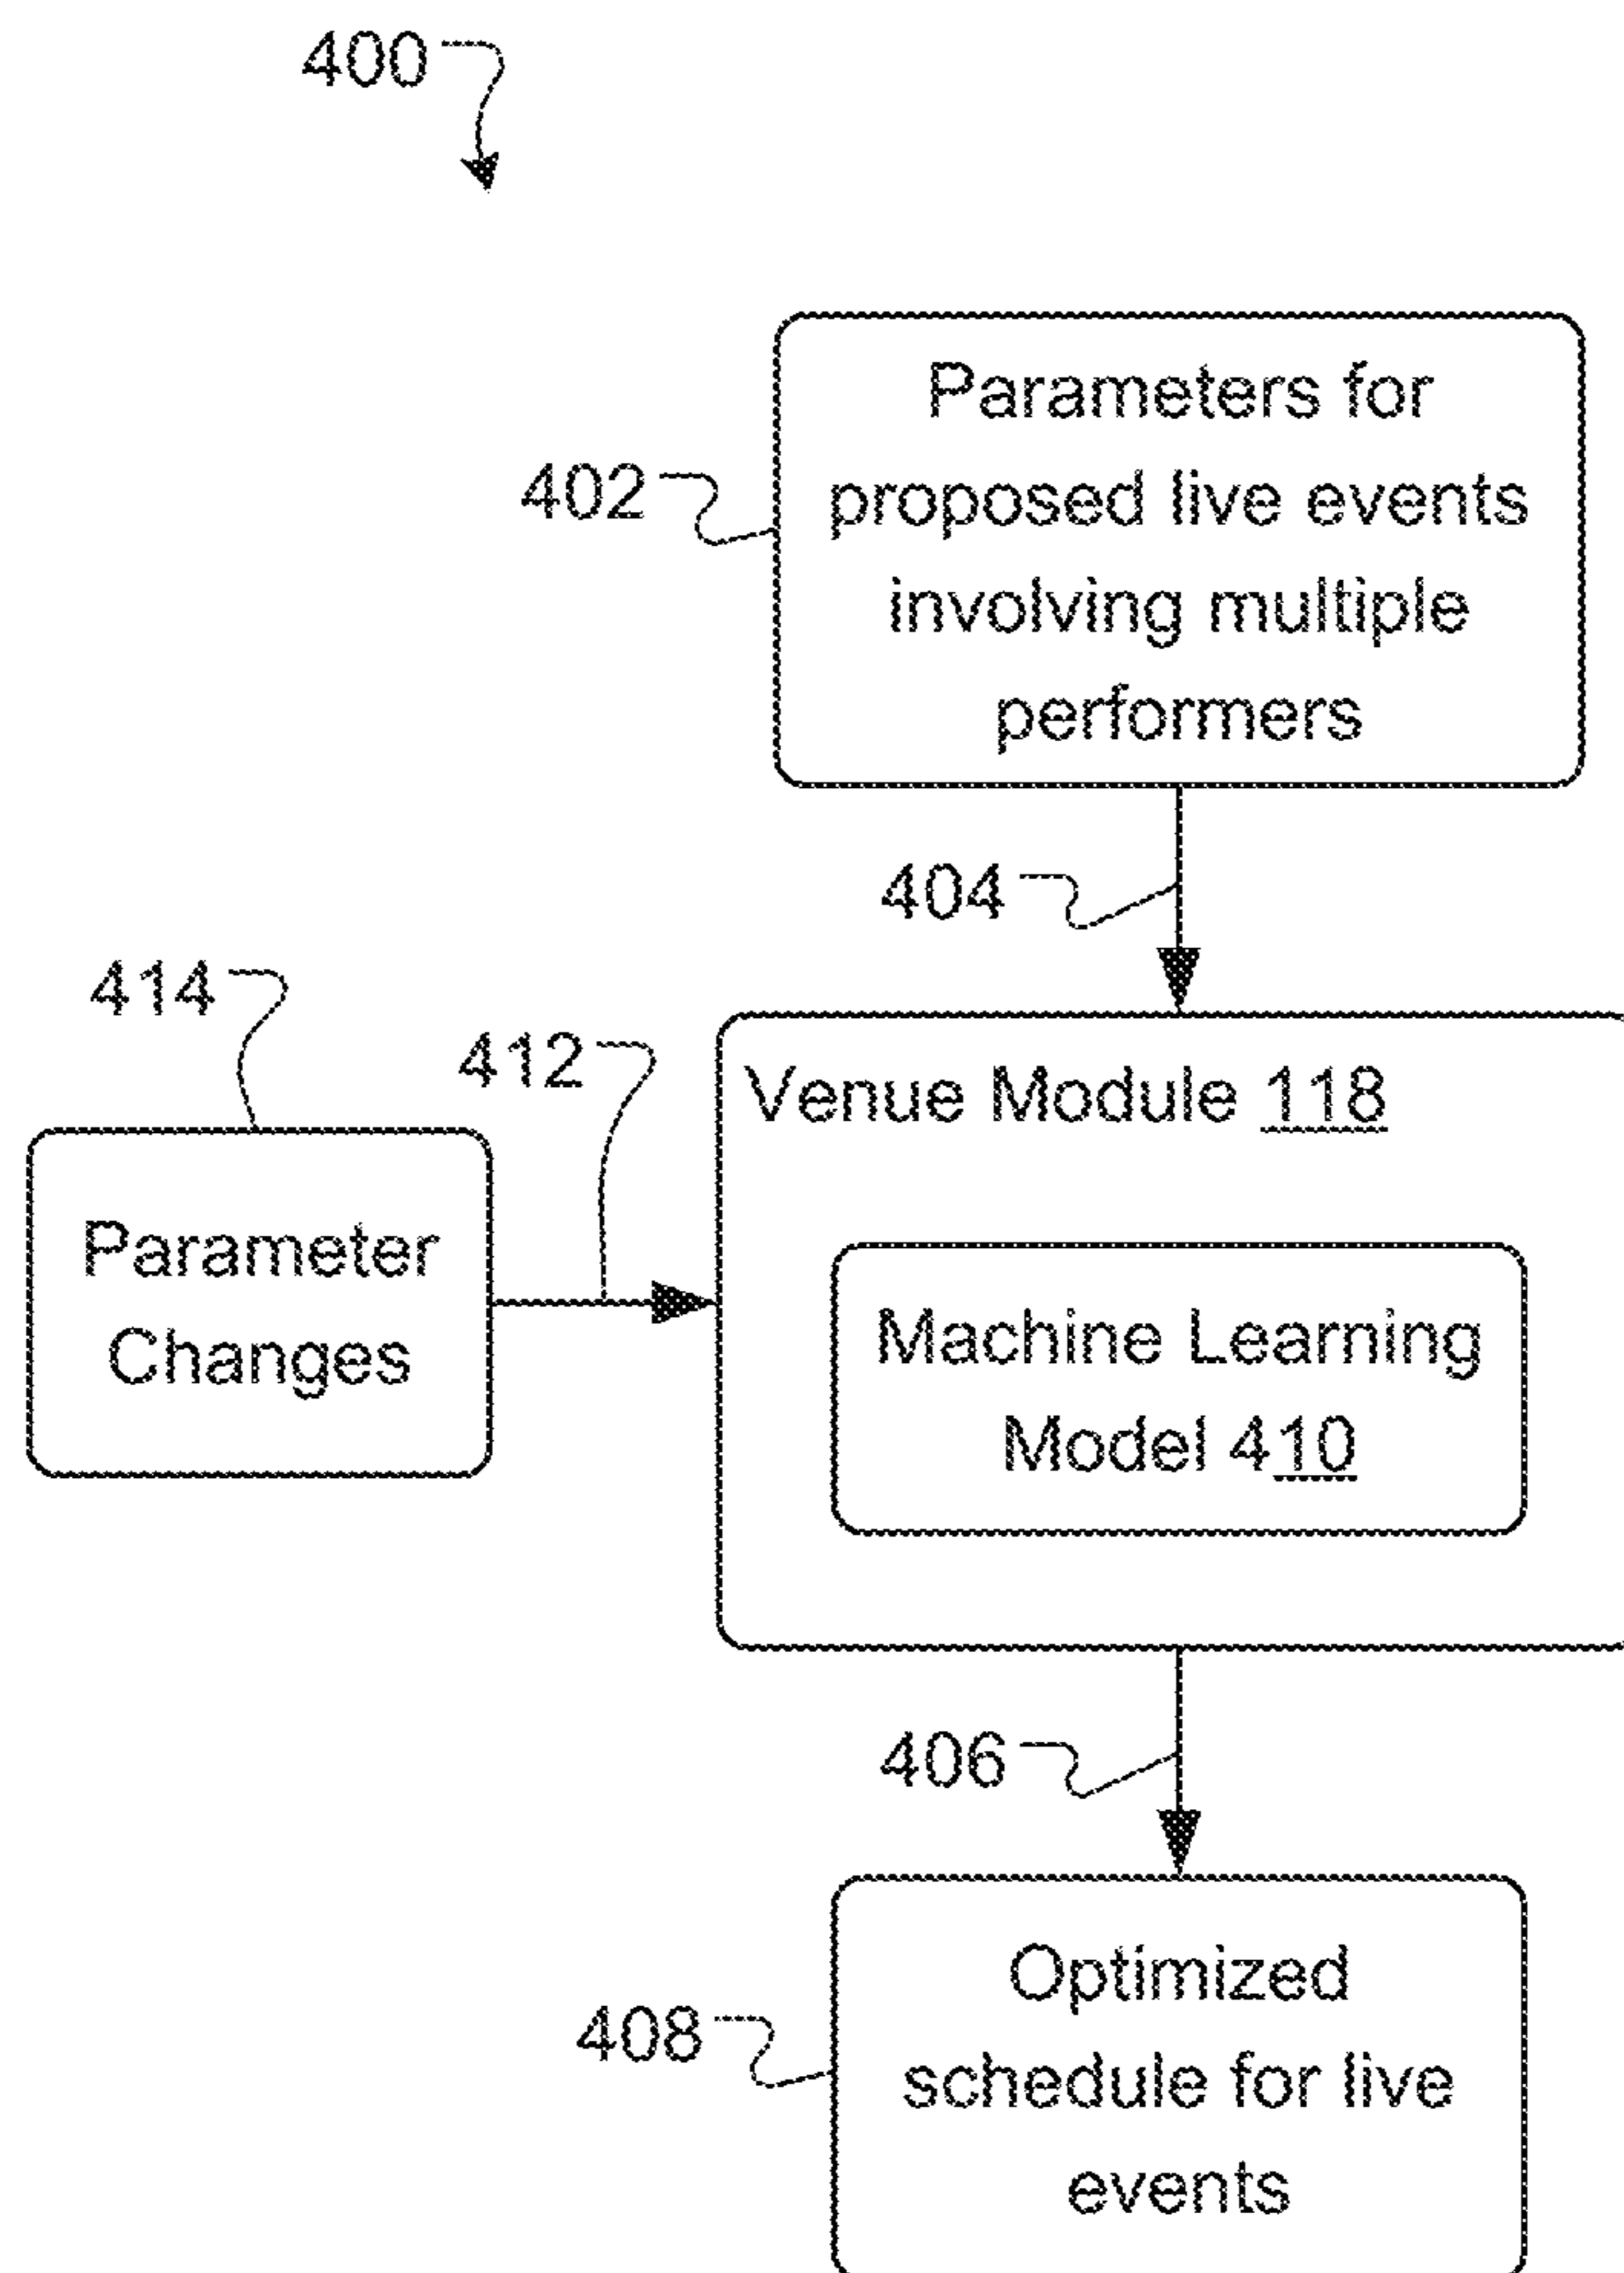 400
Parameters for
402
proposed live events
involving multiple
performers
404
414
412
Venue Module 118
Parameter
Changes
Machine Learning
Model 410
406
Optimized
408
schedule for live
events